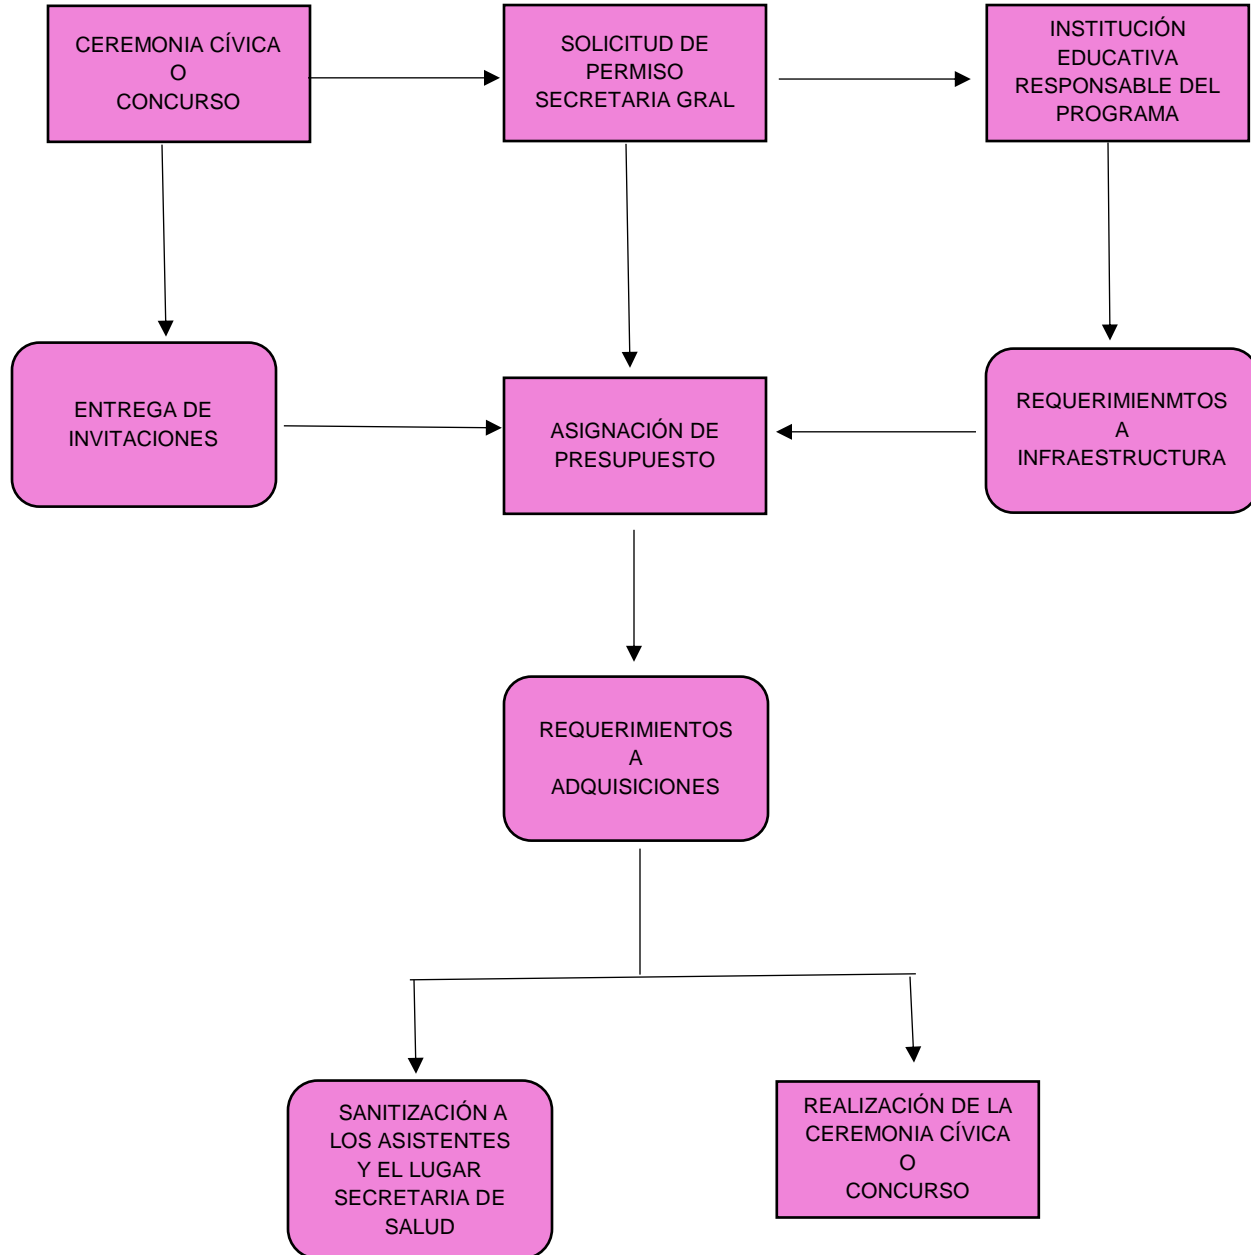 CEREMONIA CÍVICA
O
CONCURSO
SOLICITUD DE
PERMISO
SECRETARIA GRAL
INSTITUCIÓN
EDUCATIVA
RESPONSABLE DEL
PROGRAMA
ENTREGA DE
INVITACIONES
ASIGNACIÓN DE
PRESUPUESTO
REQUERIMIENMTOS
A
INFRAESTRUCTURA
REQUERIMIENTOS
A
ADQUISICIONES
SANITIZACIÓN A
LOS ASISTENTES
Y EL LUGAR
SECRETARIA DE
SALUD
REALIZACIÓN DE LA
CEREMONIA CÍVICA
O
CONCURSO